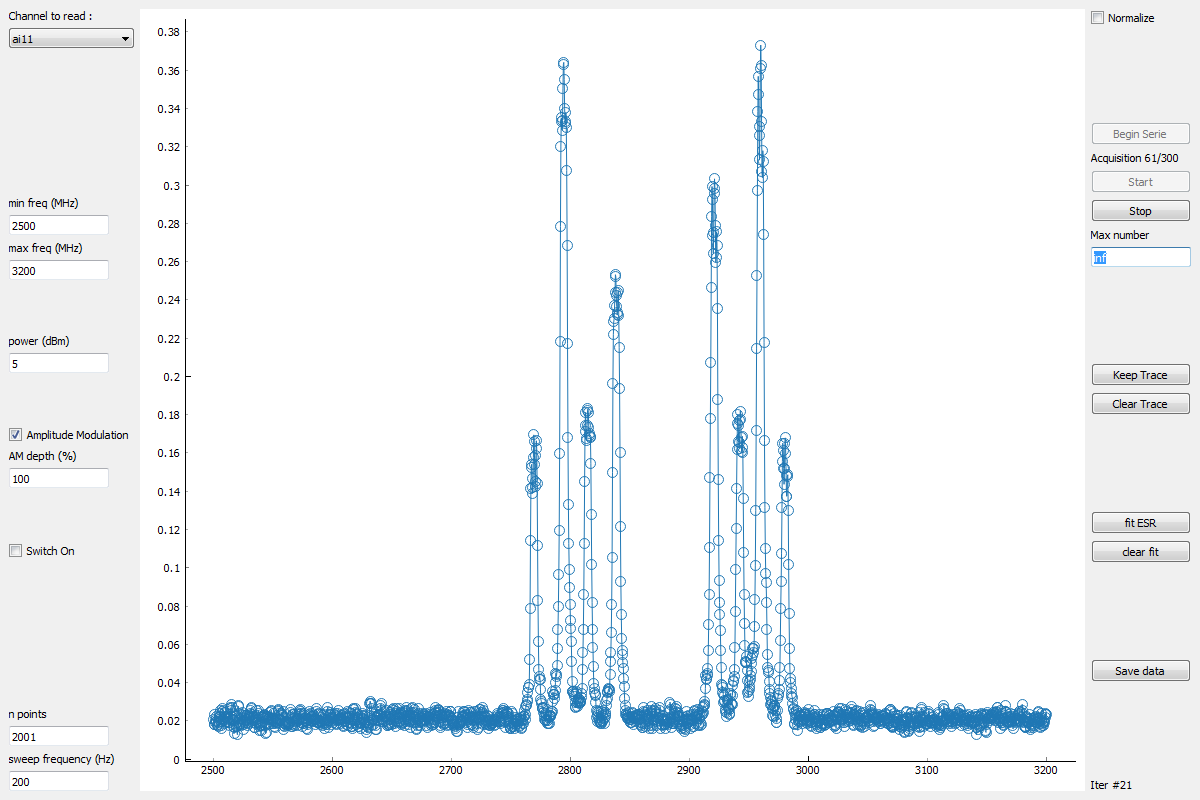 Channel to read :
ai11
min freq (MHz)
2500
max freq (MHz)
3200
power (dBm)
5
Amplitude Modulation
AM depth (%)
100
Switch On
n points
2001
sweep frequency (Hz)
200
0.38
0.36
0.34
0.32
0.3
0.28
0.26
0.24
0.22
0.2
0.18
0.16
0.14
0.12
0.1
0.08
0.06
0.04
0.02
0
2500 2600 2700 2800 2900 3000 3100 3200
Normalize
Begin Serie
Acquisition 61/300
Start
Stop
Max number
inf
Keep Trace
Clear Trace
fit ESR
clear fit
Save data
Iter #21